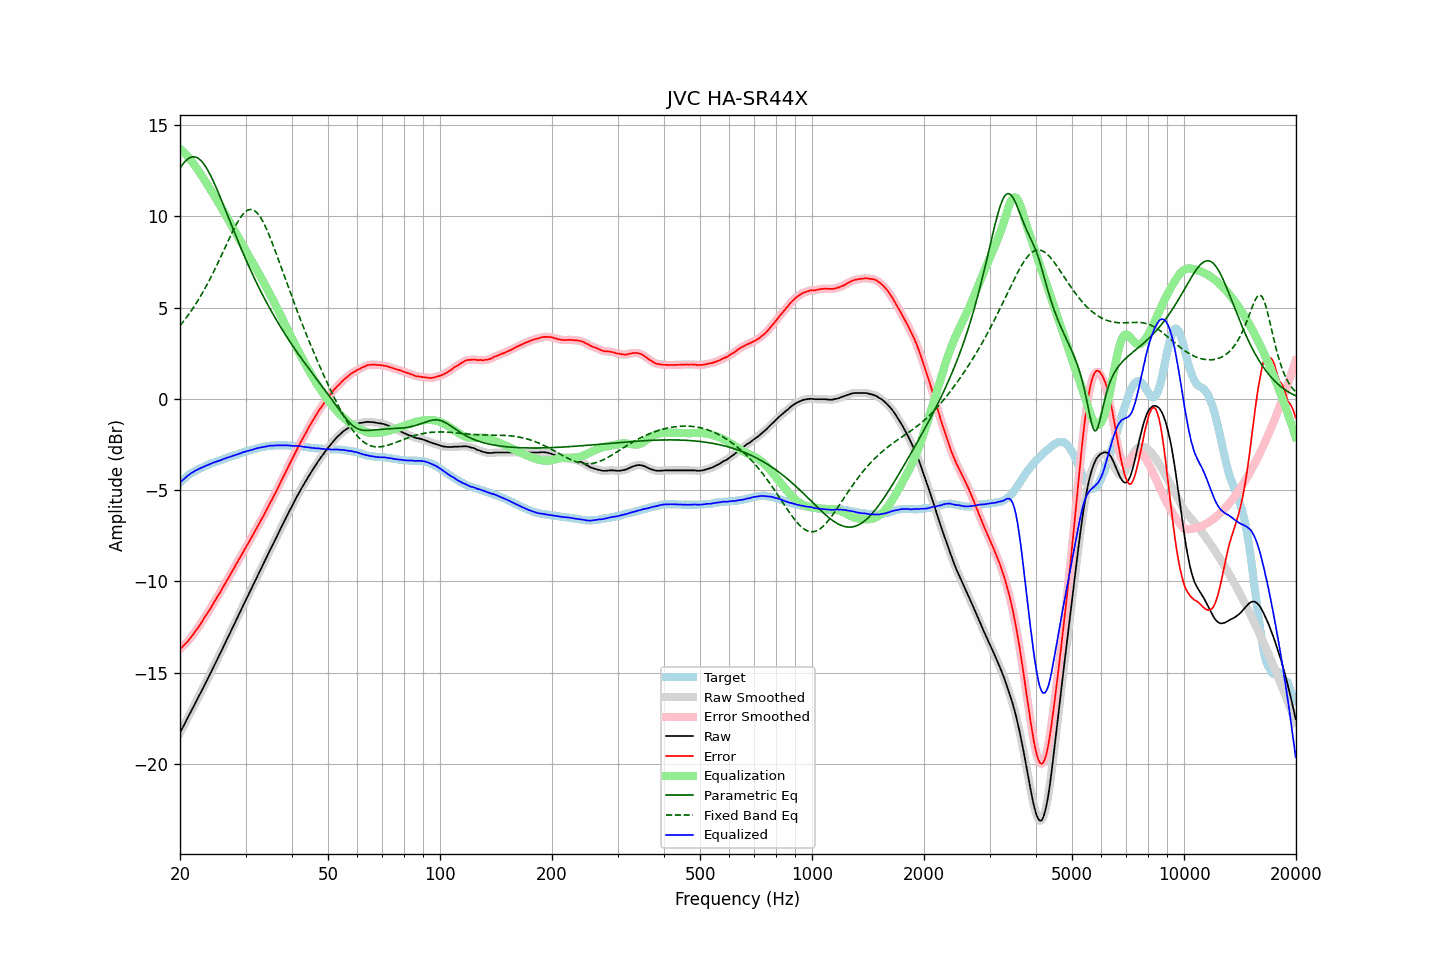 JVC HA-SR44X
Amplitude (dBr)
15
10
5
0
−5
−10
−15
−20
Target
Raw Smoothed
Error Smoothed
Raw
Error
Equalization
Parametric Eq
Fixed Band Eq
Equalized
20
50
100
200
500
1000
2000
5000
10000
20000
Frequency (Hz)